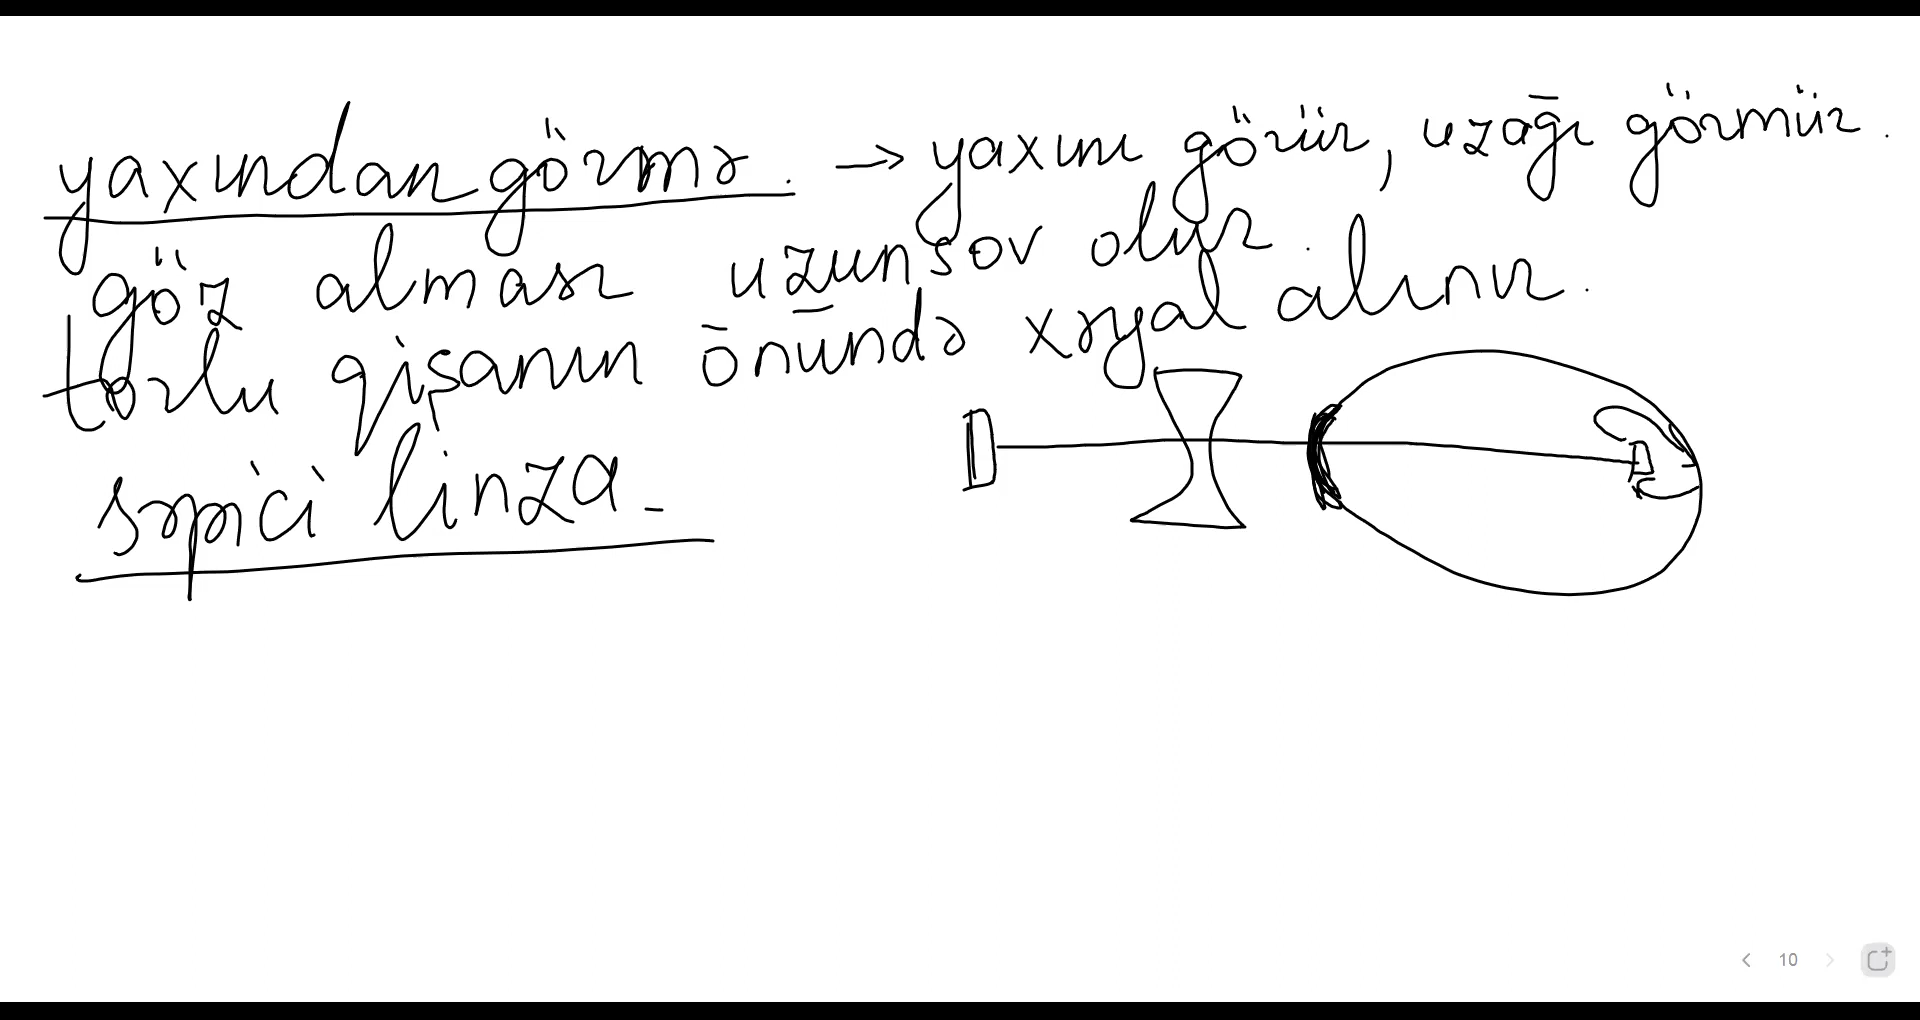 yaxından görmə. → yaxını görür, uzağı görmür.
göz alması uzunsov olur.
torlu qişanın önündə xəyal alınır.
səpici linza.
10